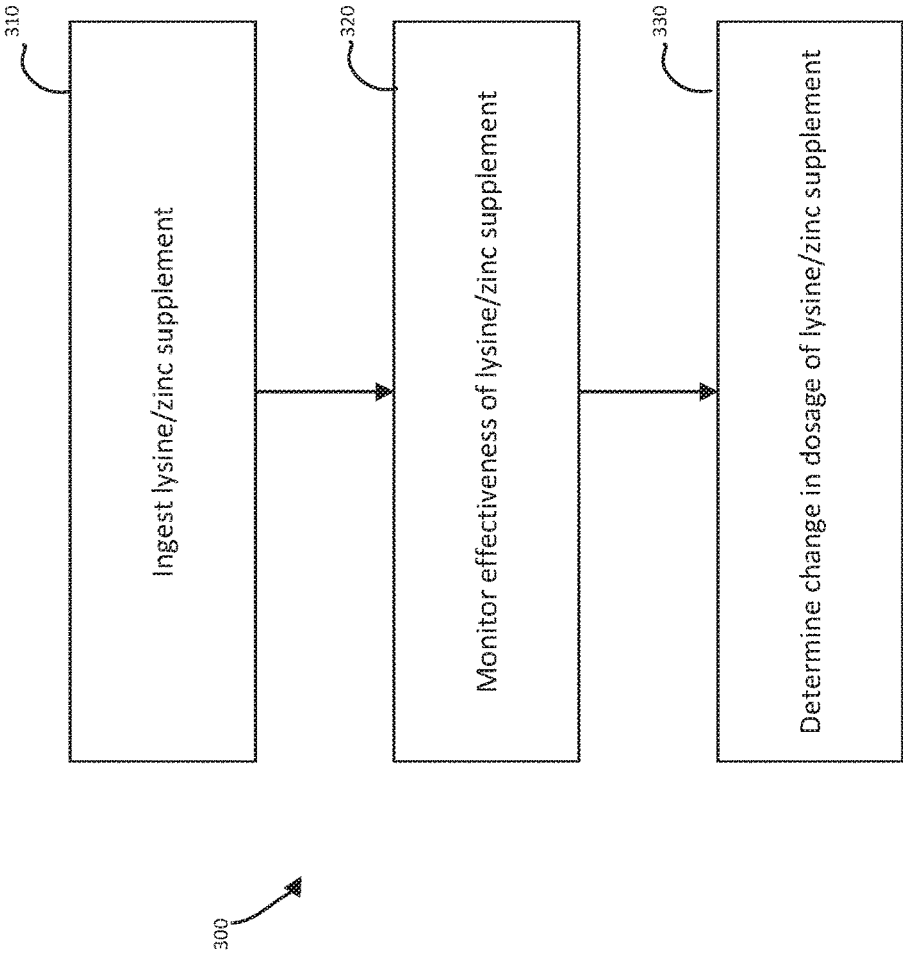 300
310
Ingest lysine/zinc supplement
320
Monitor effectiveness of lysine/zinc supplement
330
Determine change in dosage of lysine/zinc supplement